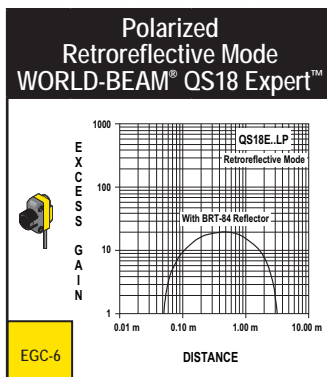 Polarized
Retroreflective Mode
WORLD-BEAM® QS18 Expert™
1000
100
10
1
EXCESS GAIN
QS18E..LP
Retroreflective Mode
With BRT-84 Reflector
0.01 m 0.10 m 1.00 m 10.00 m
DISTANCE
EGC-6